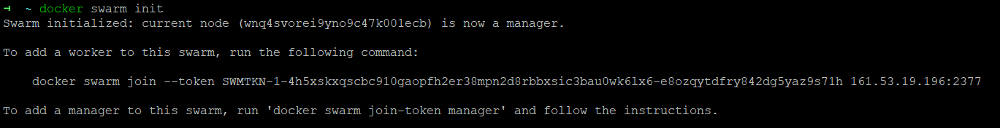 → ~ docker swarm init
Swarm initialized: current node (wnq4svorei9yno9c47k001ecb) is now a manager.
To add a worker to this swarm, run the following command:
docker swarm join --token SWMTKN-1-4h5xskxqscbc910gaopfh2er38mpn2d8rbbxsic3bau0wk6lx6-e8ozqytdfry842dg5yaz9s71h 161.53.19.196:2377
To add a manager to this swarm, run 'docker swarm join-token manager' and follow the instructions.